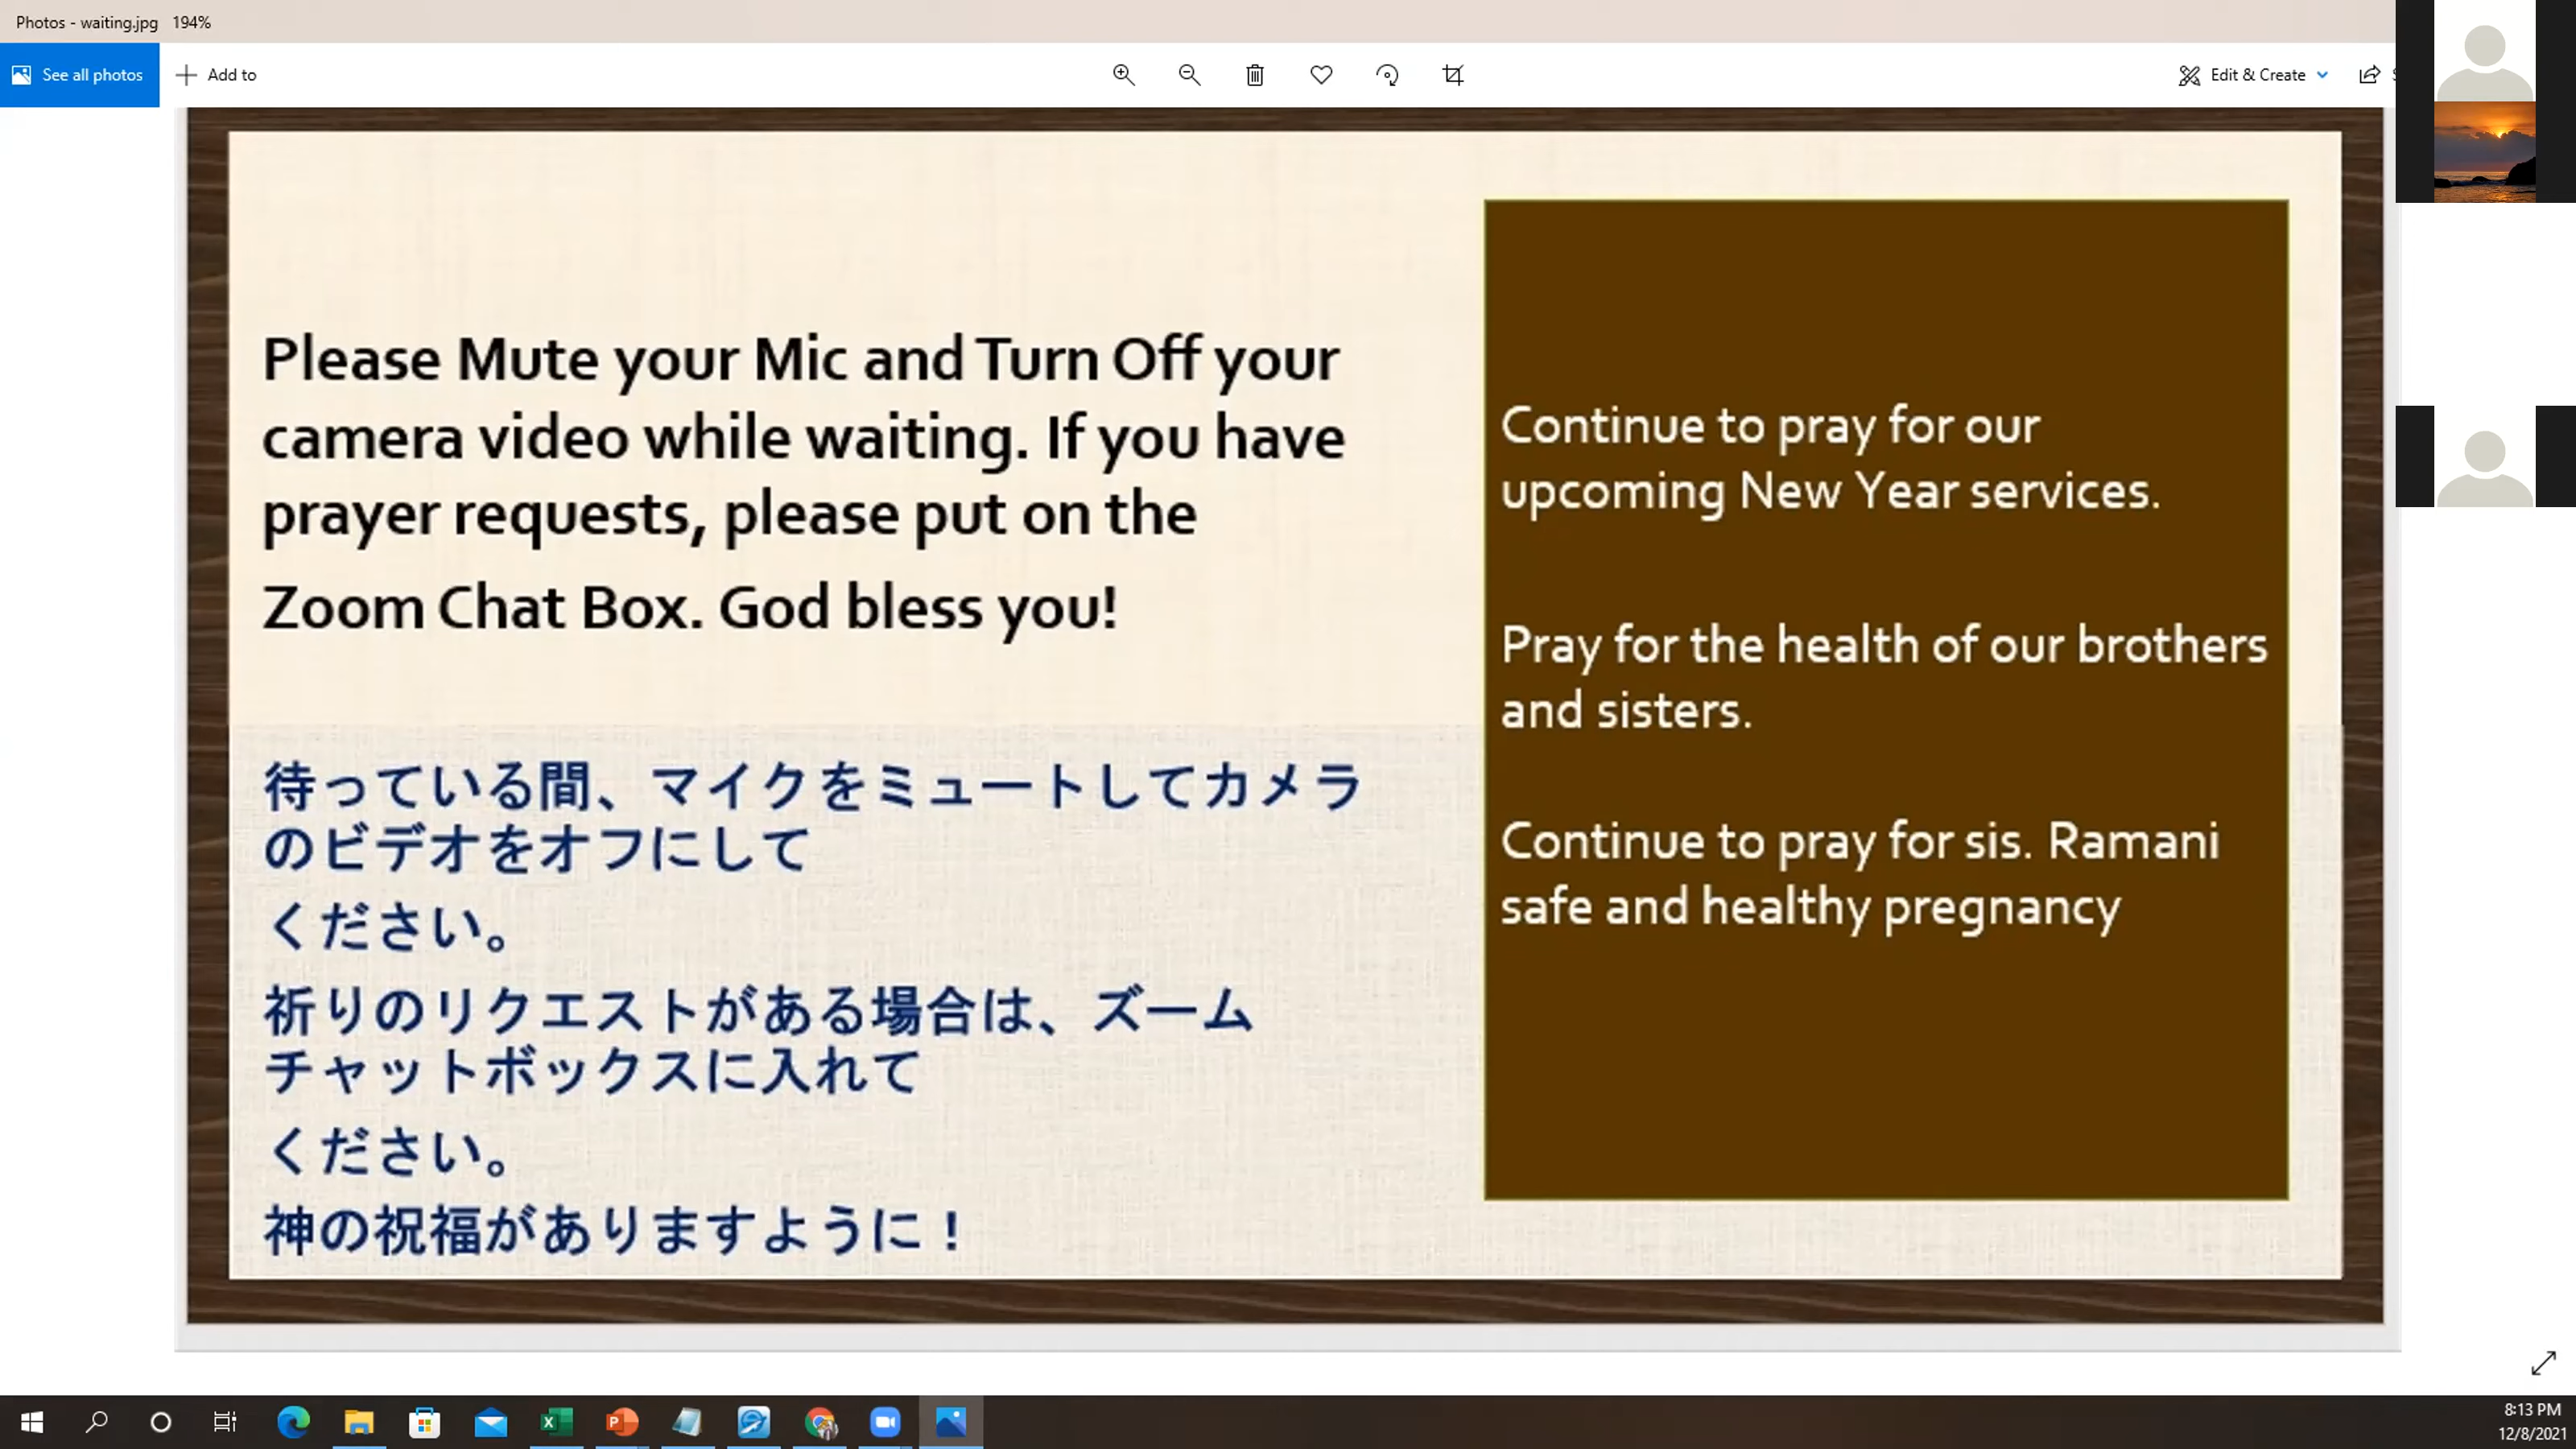 Photos - waiting.jpg 194%
See all photos
Add to
Edit & Create
Please Mute your Mic and Turn Off your
camera video while waiting. If you have
prayer requests, please put on the
Zoom Chat Box. God bless you!
待っている間、マイクをミュートしてカメラ
のビデオをオフにして
ください。
祈りのリクエストがある場合は、ズーム
チャットボックスに入れて
ください。
神の祝福がありますように！
Continue to pray for our
upcoming New Year services.
Pray for the health of our brothers
and sisters.
Continue to pray for sis. Ramani
safe and healthy pregnancy
8:13 PM
12/8/2021